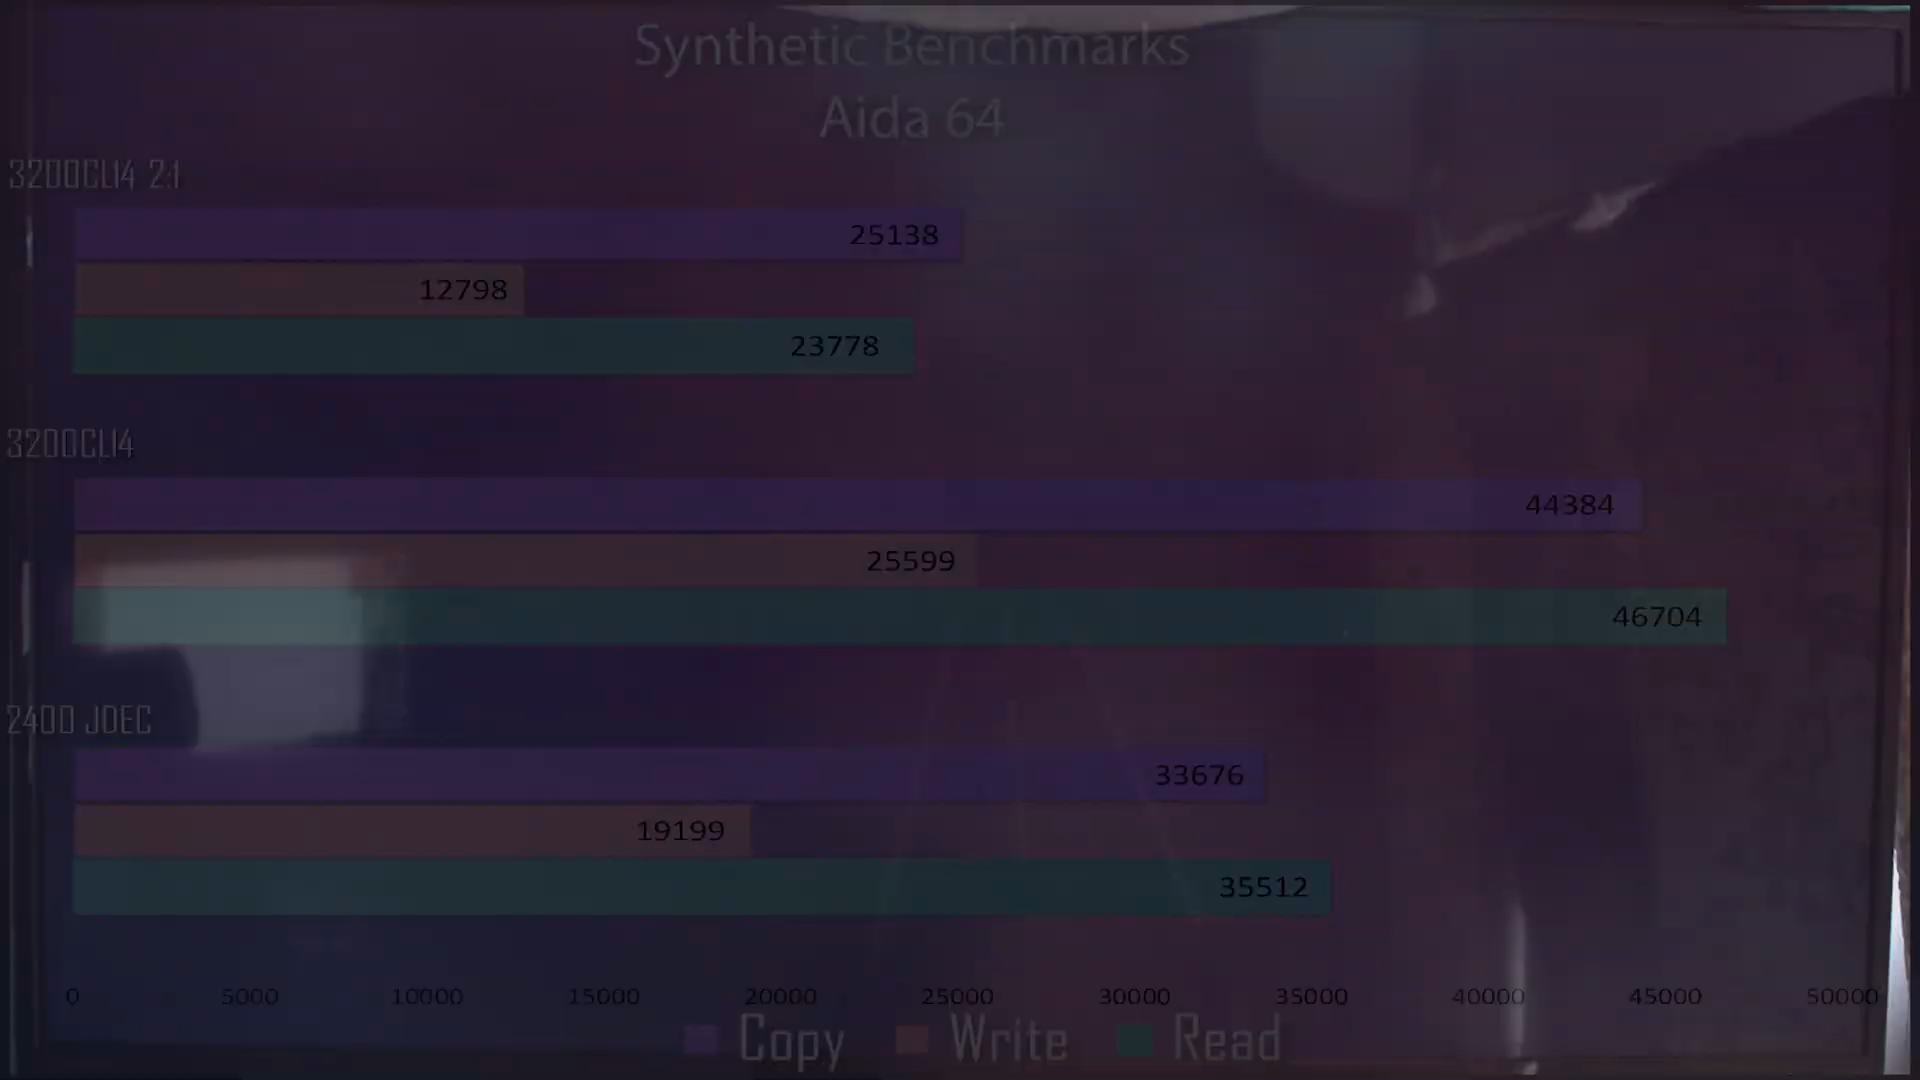 Synthetic Benchmarks
Aida 64
3200CL14 2:1
25138
12798
23778
3200CL14
44384
25599
46704
2400 JDEC
33676
19199
35512
0 5000 10000 15000 20000 25000 30000 35000 40000 45000 50000
Copy Write Read